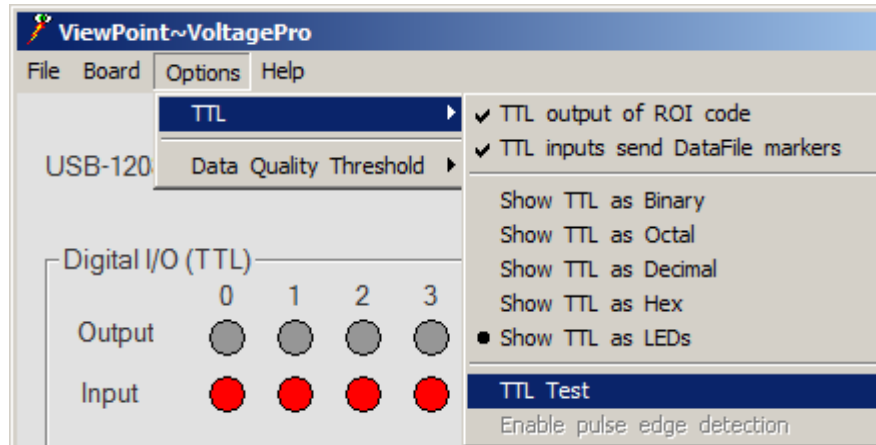 ViewPoint~VoltagePro
File Board Options Help
TTL
Data Quality Threshold
TTL output of ROI code
TTL inputs send DataFile markers
Show TTL as Binary
Show TTL as Octal
Show TTL as Decimal
Show TTL as Hex
Show TTL as LEDs
TTL Test
Enable pulse edge detection
USB-120
Digital I/O (TTL)
0 1 2 3
Output
Input